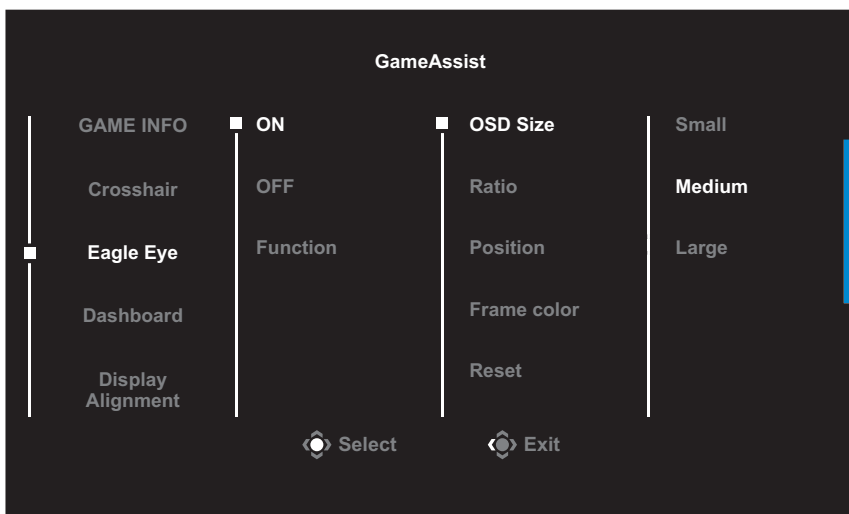 GameAssist
GAME INFO
Crosshair
Eagle Eye
Dashboard
Display
Alignment
ON
OFF
Function
OSD Size
Ratio
Position
Frame color
Reset
Small
Medium
Large
Select
Exit